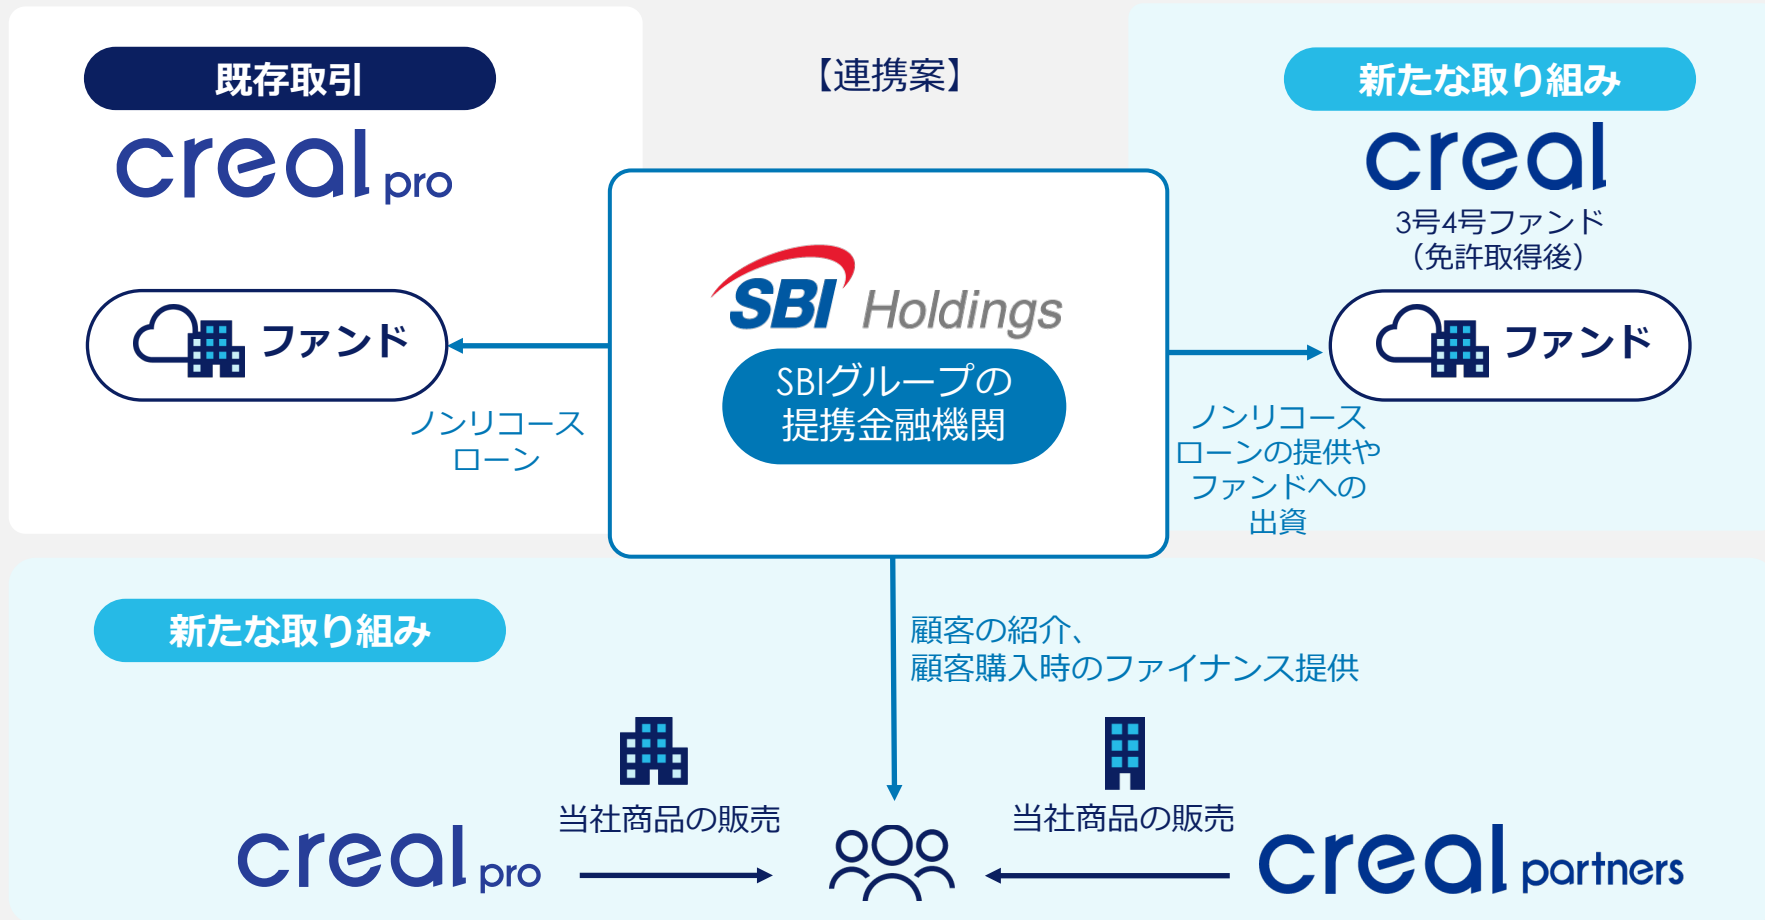 【連携案】
既存取引
creal pro
ファンド
ノンリコース
ローン
SBI Holdings
SBIグループの
提携金融機関
新たな取り組み
creal
3号4号ファンド
（免許取得後）
ファンド
ノンリコース
ローンの提供や
ファンドへの
出資
新たな取り組み
顧客の紹介、
顧客購入時のファイナンス提供
当社商品の販売
creal pro
当社商品の販売
creal partners